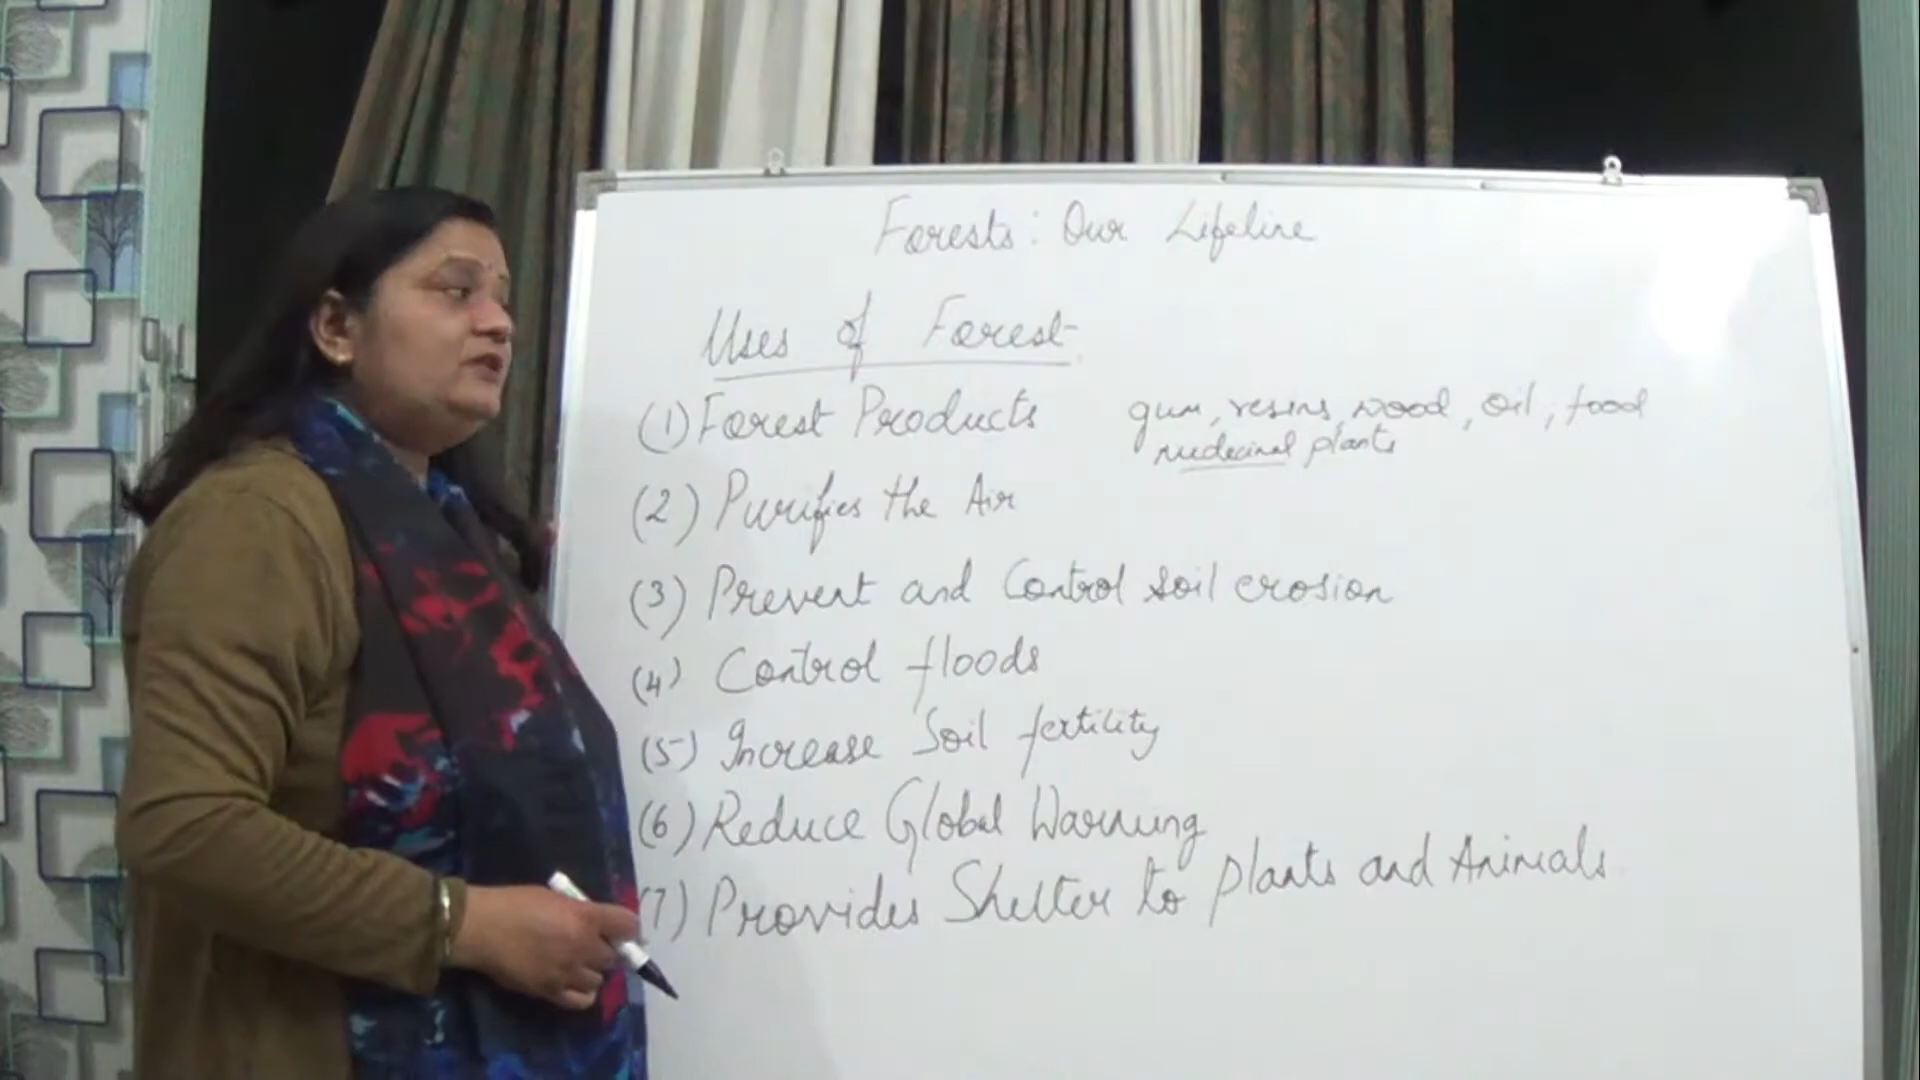 Forests: Our Lifeline
Uses of Forest
(1) Forest Products gum, resins, wood, oil, food
medecinal plants
(2) Purifies the Air
(3) Prevent and Control soil erosion
(4) Control floods
(5) Increase Soil fertility
(6) Reduce Global Warming
(7) Provides Shelter to plants and Animals